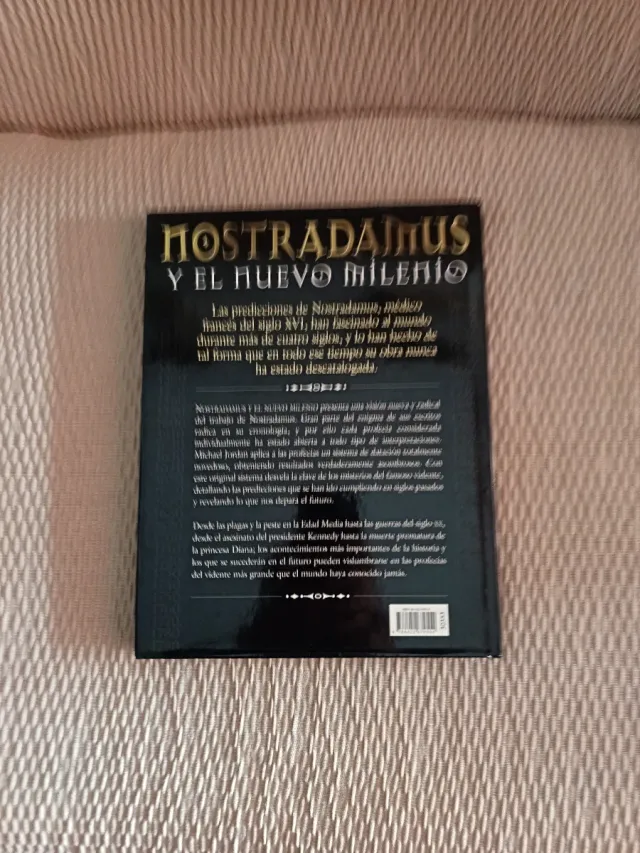 NOSTRADAMUS
Y EL NUEVO MILENIO
Las predicciones de Nostradamus, médico
francés del siglo XVI, han fascinado al mundo
durante más de cuatro siglos, y lo han hecho de
tal forma que en todo ese tiempo su obra nunca
ha estado descatalogada.
NOSTRADAMUS Y EL NUEVO MILENIO presenta una visión nueva y radical
del trabajo de Nostradamus. Gran parte del enigma de sus escritos
radica en su cronología, y por ello cada profecía considerada
individualmente ha estado abierta a todo tipo de interpretaciones.
Michael Jordan aplica a las profecías un sistema de datación totalmente
novedoso, obteniendo resultados verdaderamente asombrosos. Con
este original sistema desvela la clave de los misterios del famoso vidente,
detallando las predicciones que se han ido cumpliendo en siglos pasados
y revelando lo que nos depara el futuro.
Desde las plagas y la peste en la Edad Media hasta las guerras del siglo XX,
desde el asesinato del presidente Kennedy hasta la muerte prematura de
la princesa Diana; los acontecimientos más importantes de la historia y
los que se sucederán en el futuro pueden vislumbrarse en las profecías
del vidente más grande que el mundo haya conocido jamás.